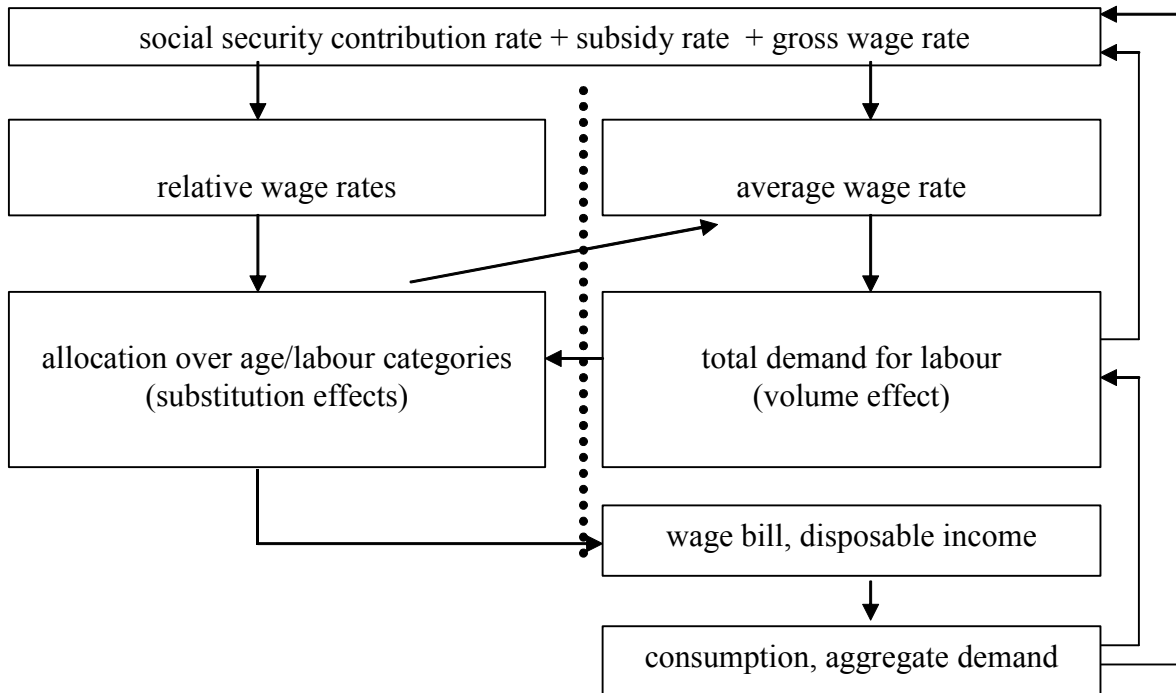 social security contribution rate + subsidy rate + gross wage rate
relative wage rates
average wage rate
allocation over age/labour categories
(substitution effects)
total demand for labour
(volume effect)
wage bill, disposable income
consumption, aggregate demand